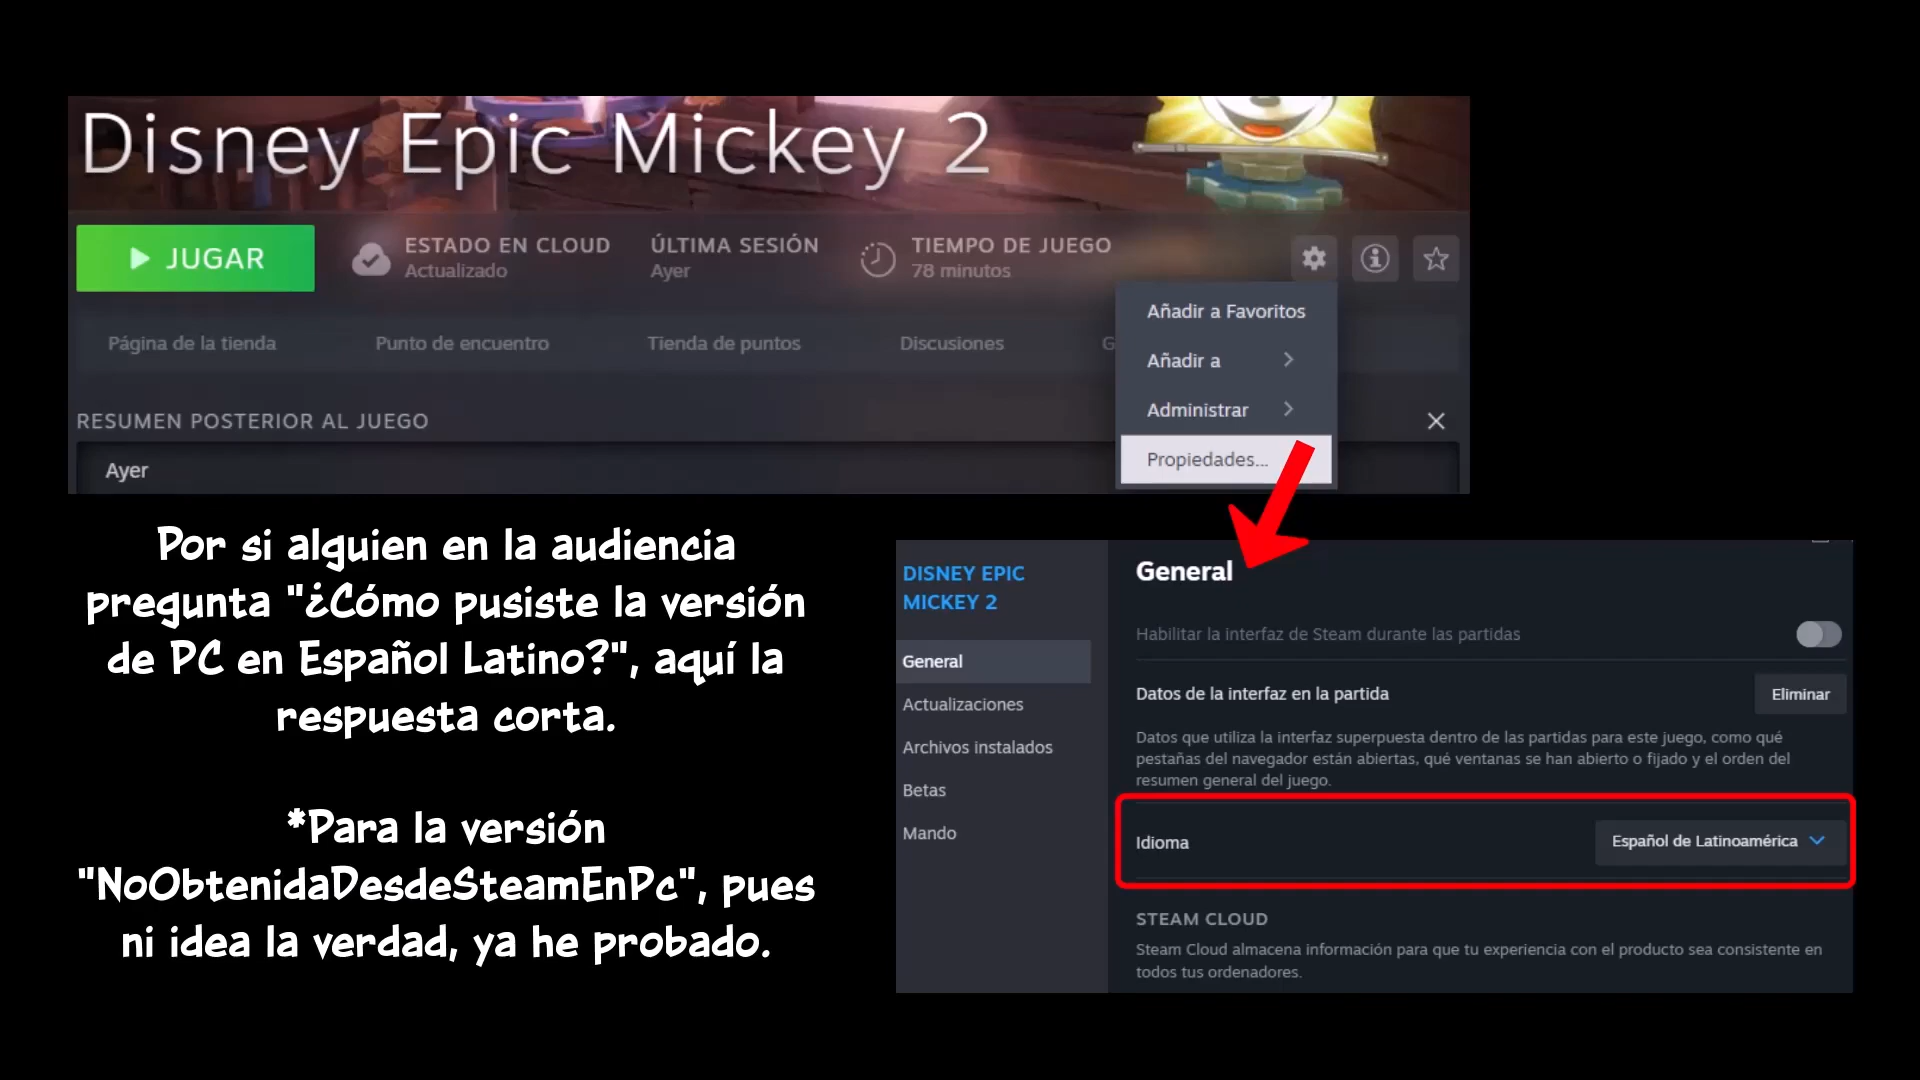 Disney Epic Mickey 2
JUGAR
ESTADO EN CLOUD
Actualizado
ÚLTIMA SESIÓN
Ayer
TIEMPO DE JUEGO
78 minutos
Página de la tienda
Punto de encuentro
Tienda de puntos
Discusiones
G
Añadir a Favoritos
Añadir a
Administrar
Propiedades...
RESUMEN POSTERIOR AL JUEGO
Ayer
Por si alguien en la audiencia
pregunta "¿Cómo pusiste la versión
de PC en Español Latino?", aquí la
respuesta corta.
*Para la versión
"NoObtenidaDesdeSteamEnPc", pues
ni idea la verdad, ya he probado.
DISNEY EPIC
MICKEY 2
General
Actualizaciones
Archivos instalados
Betas
Mando
General
Habilitar la interfaz de Steam durante las partidas
Datos de la interfaz en la partida
Eliminar
Datos que utiliza la interfaz superpuesta dentro de las partidas para este juego, como qué
pestañas del navegador están abiertas, qué ventanas se han abierto o fijado y el orden del
resumen general del juego.
Idioma
Español de Latinoamérica
STEAM CLOUD
Steam Cloud almacena información para que tu experiencia con el producto sea consistente en
todos tus ordenadores.